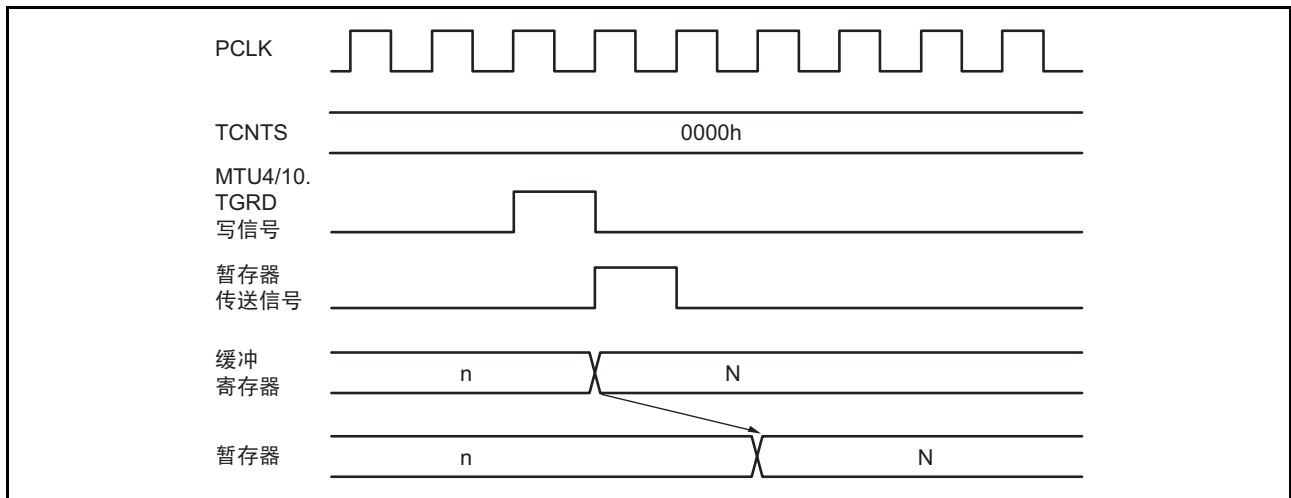 PCLK
TCNTS
0000h
MTU4/10.
TGRD
写信号
暂存器
传送信号
缓冲
寄存器
n
N
暂存器
n
N